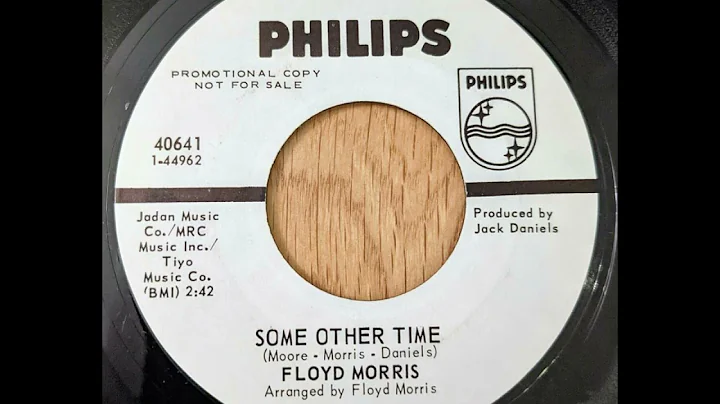 PHILIPS
PROMOTIONAL COPY
NOT FOR SALE
PHILIPS
40641
1-44962
Jadan Music
Co./MRC
Music Inc./
Tiyo
Music Co.
(BMI) 2:42
Produced by
Jack Daniels
SOME OTHER TIME
(Moore - Morris - Daniels)
FLOYD MORRIS
Arranged by Floyd Morris